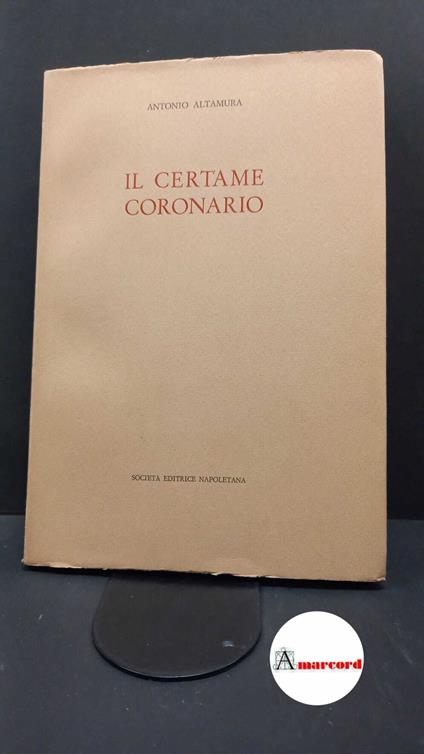 ANTONIO ALTAMURA
IL CERTAME
CORONARIO
SOCIETÀ EDITRICE NAPOLETANA
Amarcord